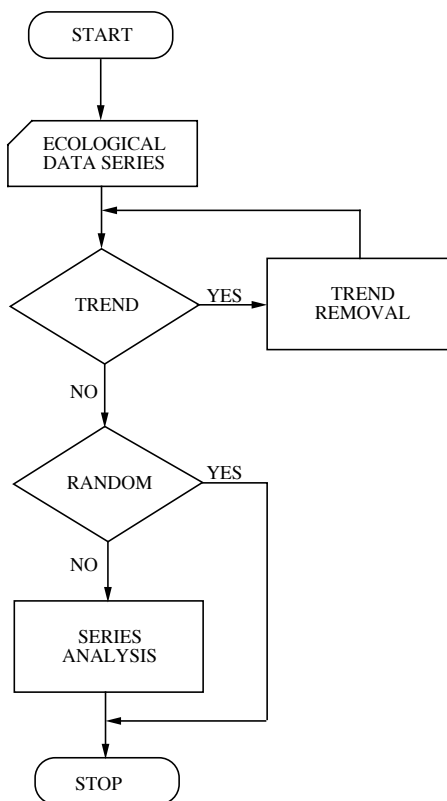 START
ECOLOGICAL
DATA SERIES
TREND
YES
TREND
REMOVAL
NO
RANDOM
YES
NO
SERIES
ANALYSIS
STOP